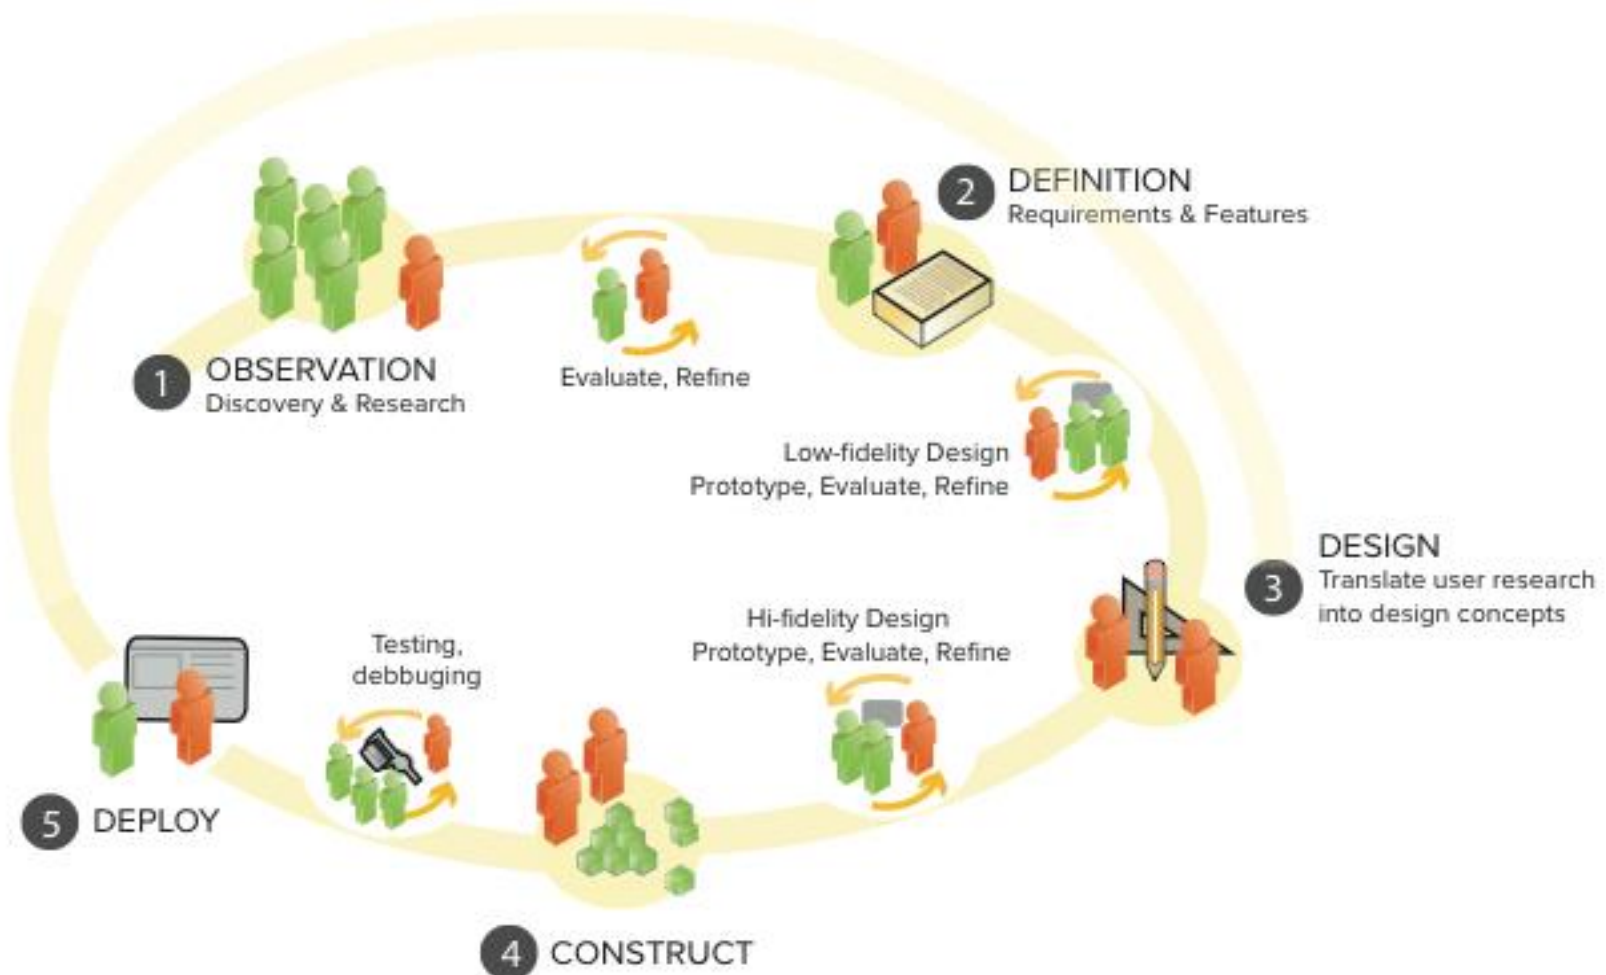 1
OBSERVATION
Discovery & Research
Evaluate, Refine
2
DEFINITION
Requirements & Features
Low-fidelity Design
Prototype, Evaluate, Refine
3
DESIGN
Translate user research
into design concepts
Hi-fidelity Design
Prototype, Evaluate, Refine
4
CONSTRUCT
Testing,
debbuging
5
DEPLOY